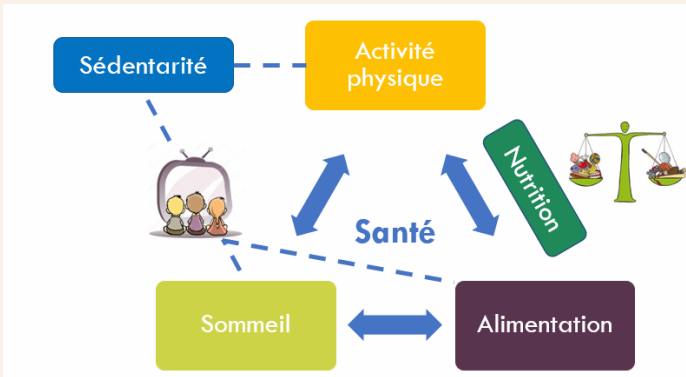 Sédentarité
Activité
physique
Nutrition
Santé
Sommeil
Alimentation